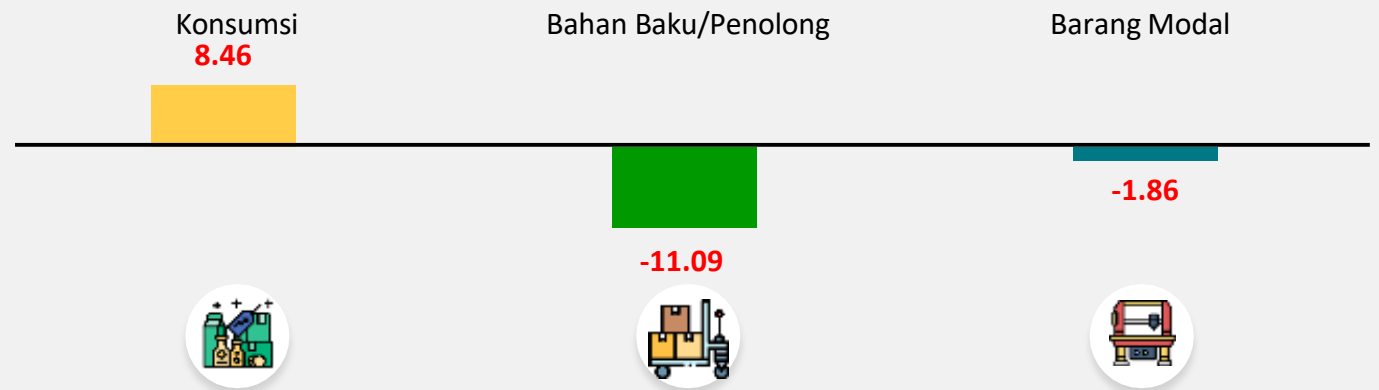 Konsumsi
8.46
Bahan Baku/Penolong
-11.09
Barang Modal
-1.86